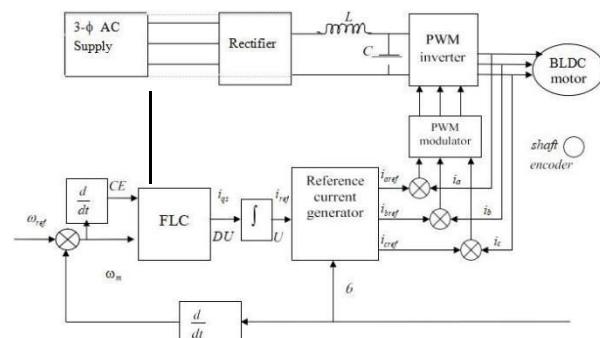 3-ϕ AC
Supply
Rectifier
L
C
PWM
inverter
BLDC
motor
PWM
modulator
shaft
encoder
d
dt
CE
i_qs
i_ref
Reference
current
generator
i_aref
i_a
ω_ref
FLC
∫
DU
U
i_bref
i_b
i_cref
i_c
ω_m
6
d
dt